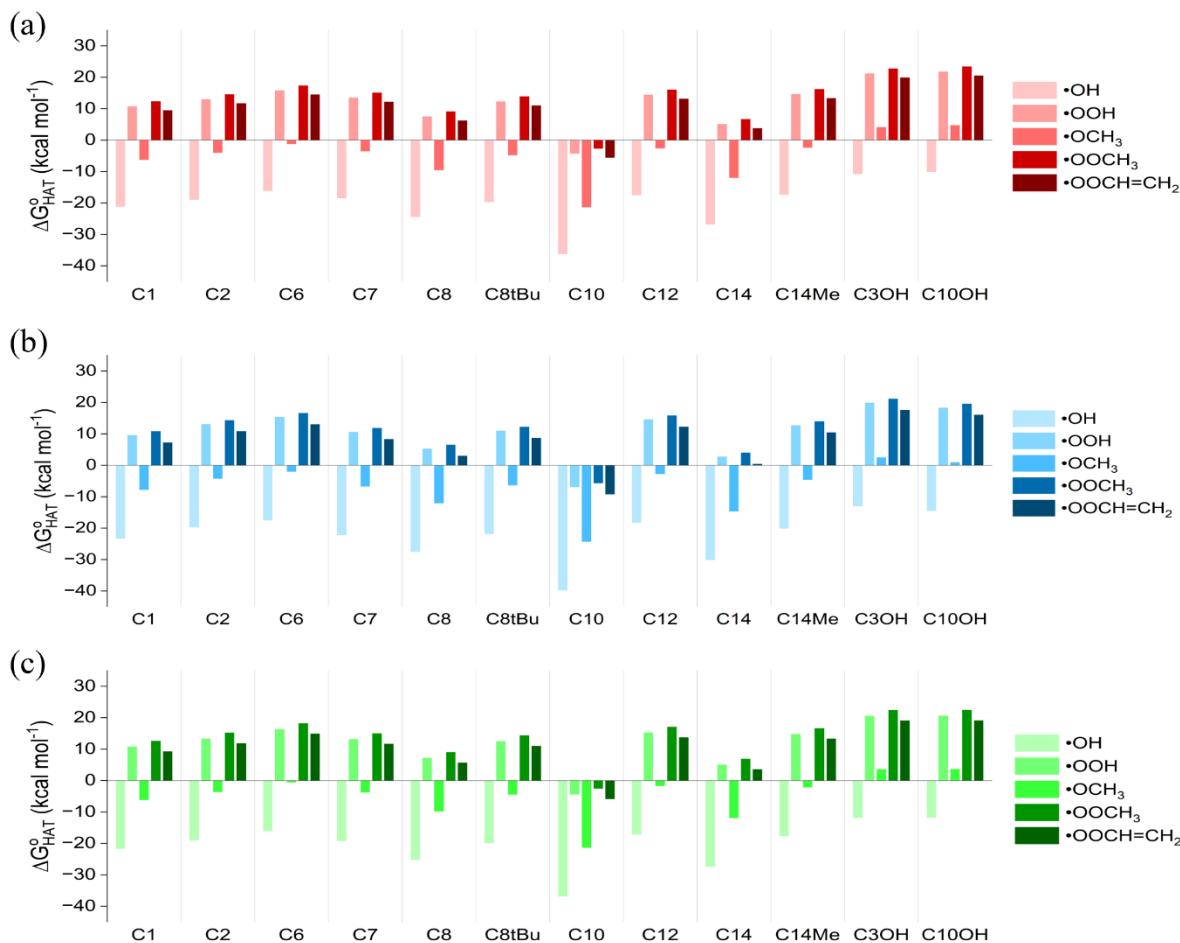 (a)
30
20
10
0
−10
−20
−30
−40
ΔG°HAT (kcal mol⁻¹)
C1 C2 C6 C7 C8 C8tBu C10 C12 C14 C14Me C3OH C10OH
•OH
•OOH
•OCH₃
•OOCH₃
•OOCH=CH₂
(b)
30
20
10
0
−10
−20
−30
−40
ΔG°HAT (kcal mol⁻¹)
C1 C2 C6 C7 C8 C8tBu C10 C12 C14 C14Me C3OH C10OH
•OH
•OOH
•OCH₃
•OOCH₃
•OOCH=CH₂
(c)
30
20
10
0
−10
−20
−30
−40
ΔG°HAT (kcal mol⁻¹)
C1 C2 C6 C7 C8 C8tBu C10 C12 C14 C14Me C3OH C10OH
•OH
•OOH
•OCH₃
•OOCH₃
•OOCH=CH₂